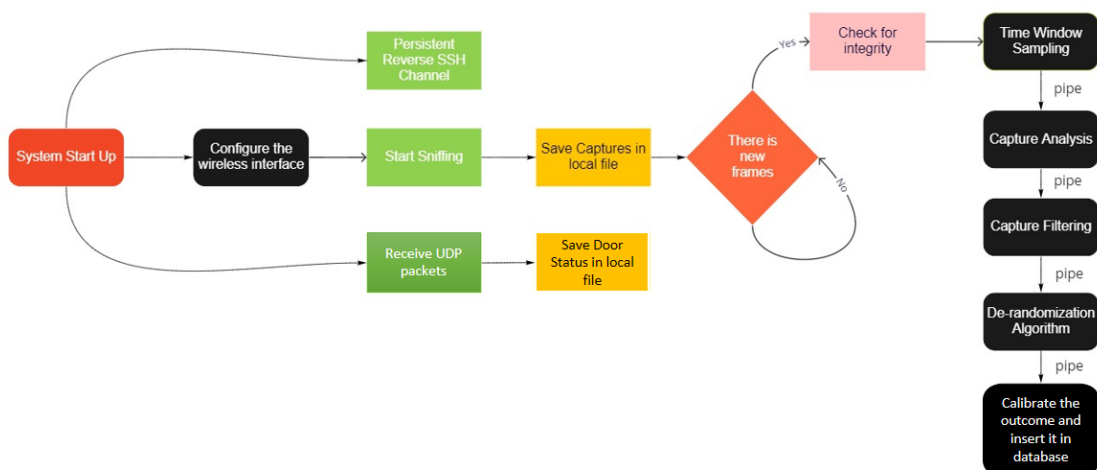 Persistent
Reverse SSH
Channel
System Start Up
Configure the
wireless interface
Start Sniffing
Save Captures in
local file
There is
new
frames
Yes
No
Check for
integrity
Time Window
Sampling
pipe
Capture Analysis
pipe
Capture Filtering
pipe
De-randomization
Algorithm
pipe
Calibrate the
outcome and
insert it in
database
Receive UDP
packets
Save Door
Status in local
file